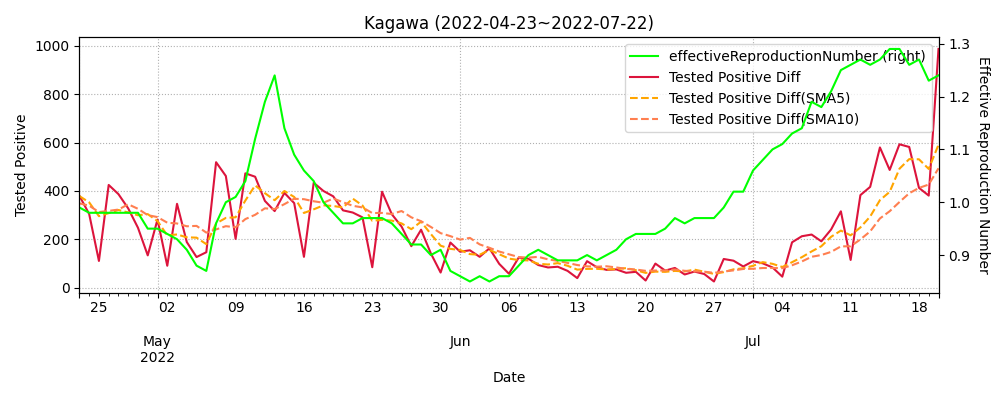 Kagawa (2022-04-23~2022-07-22)
effectiveReproductionNumber (right)
Tested Positive Diff
Tested Positive Diff(SMA5)
Tested Positive Diff(SMA10)
Tested Positive
1000
800
600
400
200
0
Effective Reproduction Number
1.3
1.2
1.1
1.0
0.9
25 02 09 16 23 30 06 13 20 27 04 11 18
May Jun Jul
2022
Date